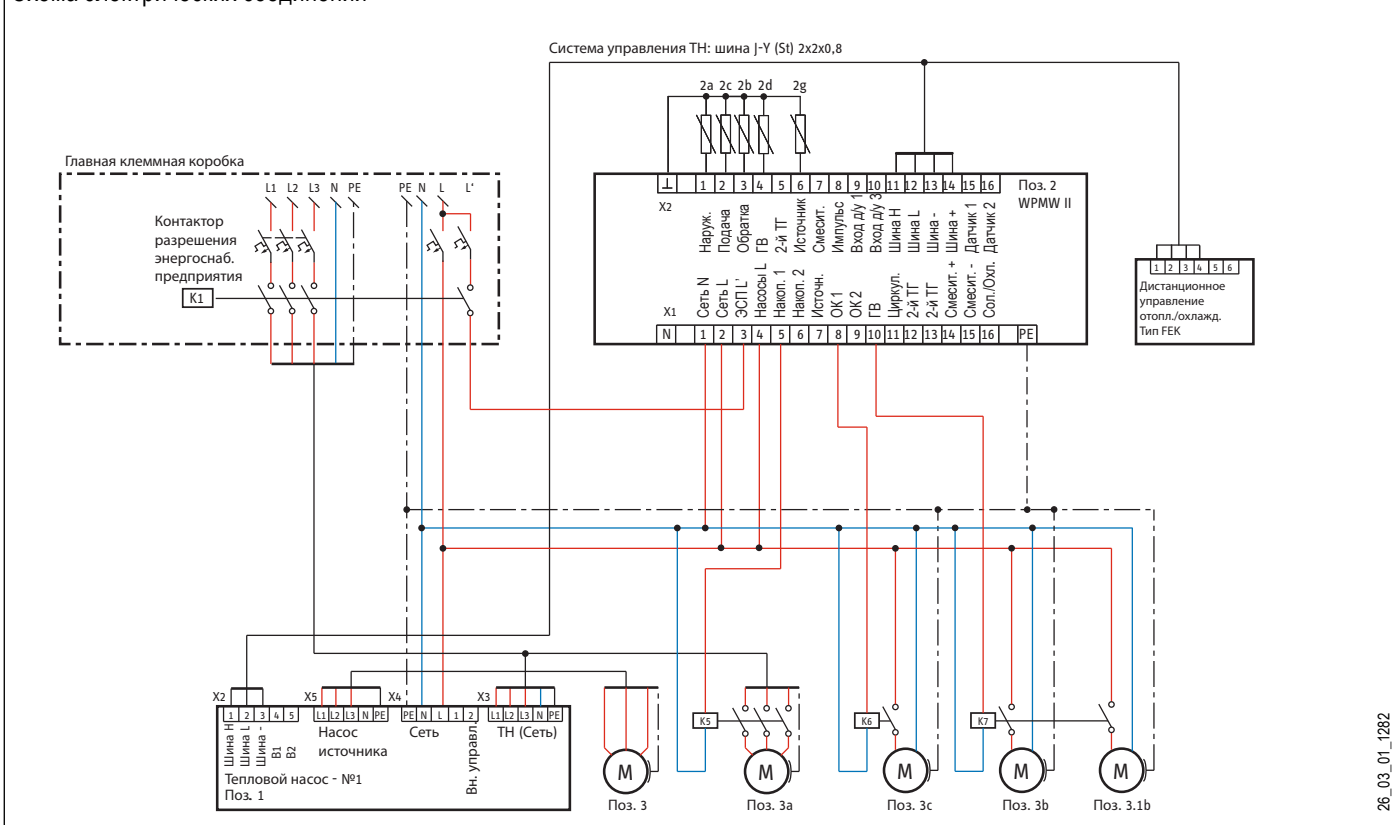 Система управления ТН: шина J-Y (St) 2x2x0,8
2a 2c 2b 2d 2g
Главная клеммная коробка
L1 L2 L3 N PE PE N L L'
Контактор
разрешения
энергоснаб.
предприятия
K1
⊥ 1 2 3 4 5 6 7 8 9 10 11 12 13 14 15 16
X2
Поз. 2
WPMW II
Наруж.
Подача
Обратка
ГВ
2-й ТГ
Источник
Смесит.
Импульс
Вход д/у 1
Вход д/у 3
Шина H
Шина L
Шина -
Шина +
Датчик 1
Датчик 2
X1
Сеть N
Сеть L
ЭСП L'
Насосы L
Накоп. 1
Накоп. 2
Источн.
ОК 1
ОК 2
ГВ
Циркул.
2-й ТГ
2-й ТГ
Смесит. +
Смесит. -
Сол./Охл.
N 1 2 3 4 5 6 7 8 9 10 11 12 13 14 15 16 PE
1 2 3 4 5 6
Дистанционное
управление
отопл./охлажд.
Тип FEK
X2 X5 X4 X3
1 2 3 4 5 L1 L2 L3 N PE PE N L 1 2 L1 L2 L3 N PE
Шина H
Шина L
Шина -
B1
B2
Насос
источника
Сеть
Вн. управл.
ТН (Сеть)
Тепловой насос - №1
Поз. 1
K5 K6 K7
M M M M M
Поз. 3 Поз. 3a Поз. 3c Поз. 3b Поз. 3.1b
26_03_01_1282